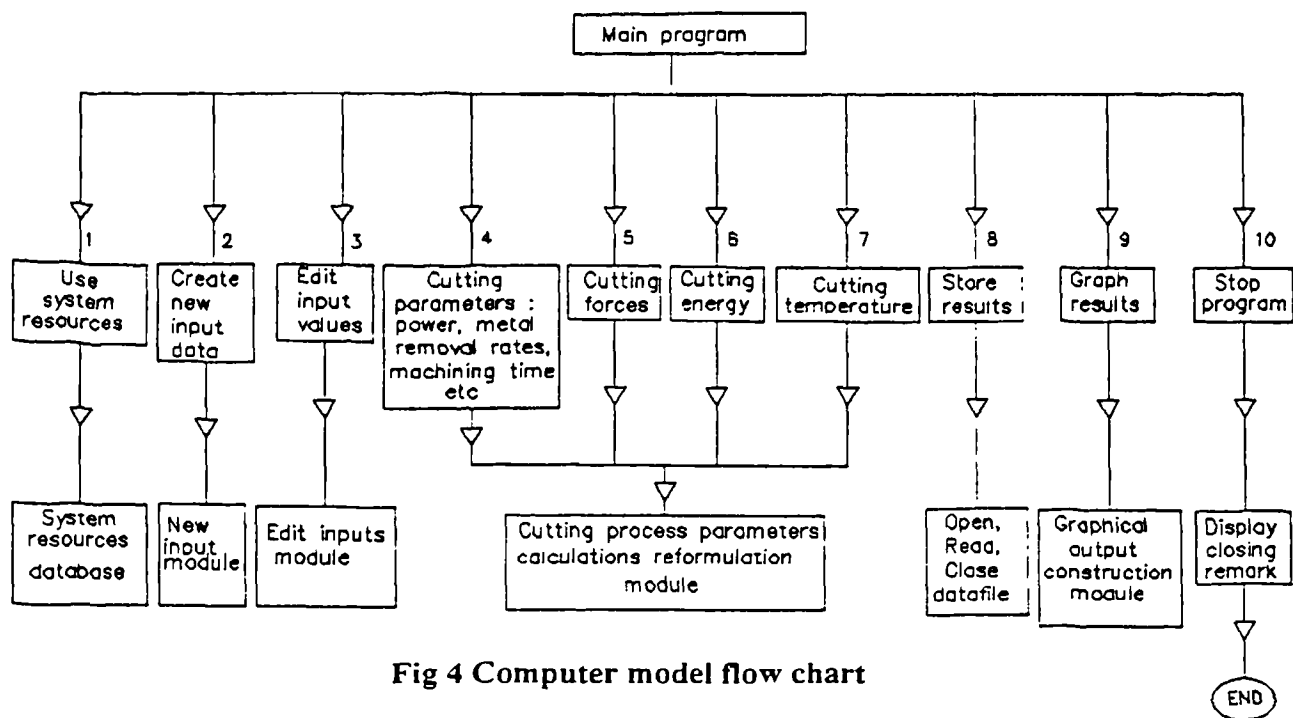 Main program
1
Use
system
resources
2
Create
new
input
data
3
Edit
input
values
4
Cutting
parameters :
power, metal
removal rates,
machining time
etc
5
Cutting
forces
6
Cutting
energy
7
Cutting
temperature
8
Store
results
9
Graph
results
10
Stop
program
System
resources
database
New
input
module
Edit inputs
module
Cutting process parameters
calculations reformulation
module
Open,
Read,
Close
datafile
Graphical
output
construction
module
Display
closing
remark
END
Fig 4 Computer model flow chart